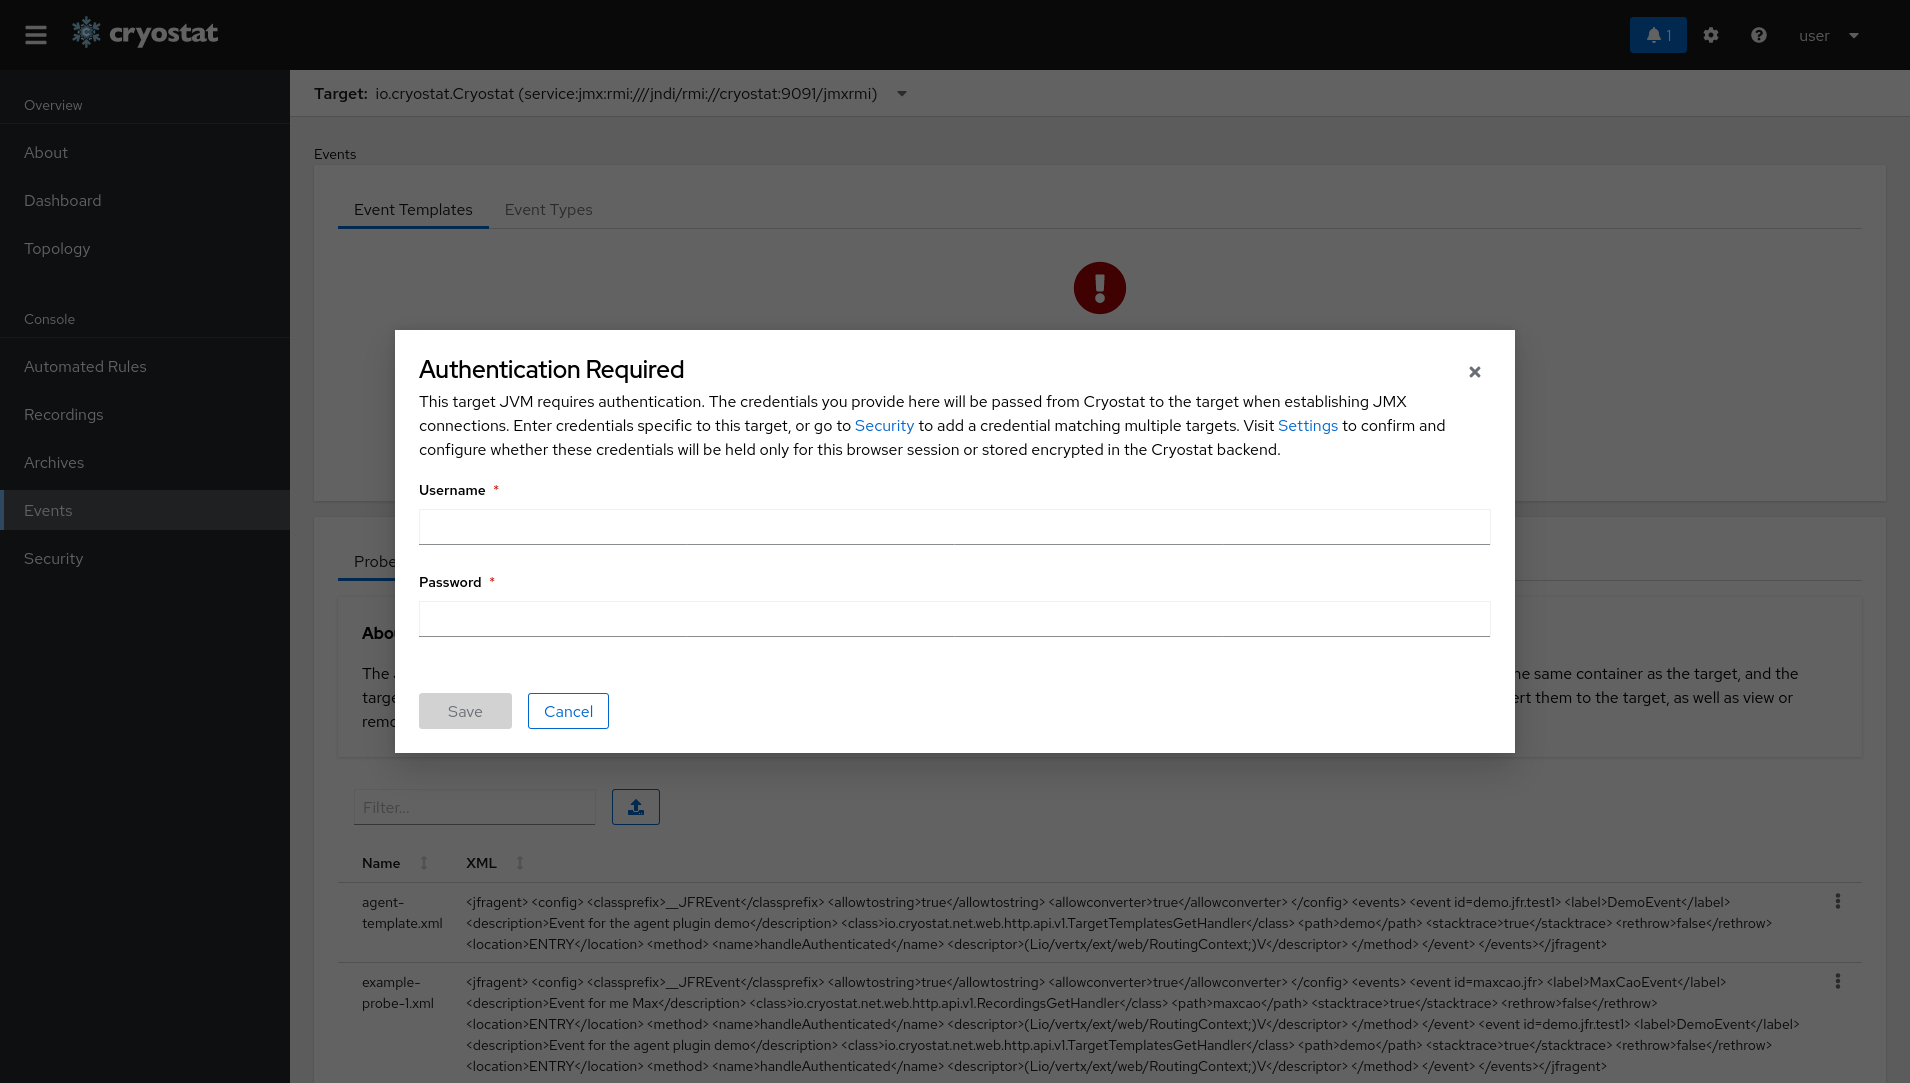 cryostat
1
user
Overview
About
Dashboard
Topology
Console
Automated Rules
Recordings
Archives
Events
Security
Target: io.cryostat.Cryostat (service:jmx:rmi:///jndi/rmi://cryostat:9091/jmxrmi)
Events
Event Templates Event Types
Authentication Required
This target JVM requires authentication. The credentials you provide here will be passed from Cryostat to the target when establishing JMX
connections. Enter credentials specific to this target, or go to Security to add a credential matching multiple targets. Visit Settings to confirm and
configure whether these credentials will be held only for this browser session or stored encrypted in the Cryostat backend.
Username *
Password *
Save Cancel
The
same container as the target, and the
them to the target, as well as view or
Filter...
Name XML
agent-
template.xml
<jfragent> <config> <classprefix>__JFREvent</classprefix> <allowtostring>true</allowtostring> <allowconverter>true</allowconverter> </config> <events> <event id=demo.jfr.test1> <label>DemoEvent</label>
<description>Event for the agent plugin demo</description> <class>io.cryostat.net.web.http.api.v1.TargetTemplatesGetHandler</class> <path>demo</path> <stacktrace>true</stacktrace> <rethrow>false</rethrow>
<location>ENTRY</location> <method> <name>handleAuthenticated</name> <descriptor>(Lio/vertx/ext/web/RoutingContext;)V</descriptor> </method> </event> </events></jfragent>
example-
probe-1.xml
<jfragent> <config> <classprefix>__JFREvent</classprefix> <allowtostring>true</allowtostring> <allowconverter>true</allowconverter> </config> <events> <event id=maxcao.jfr> <label>MaxCaoEvent</label>
<description>Event for me Max</description> <class>io.cryostat.net.web.http.api.v1.RecordingsGetHandler</class> <path>maxcao</path> <stacktrace>true</stacktrace> <rethrow>false</rethrow>
<location>ENTRY</location> <method> <name>handleAuthenticated</name> <descriptor>(Lio/vertx/ext/web/RoutingContext;)V</descriptor> </method> </event> <event id=demo.jfr.test1> <label>DemoEvent</label>
<description>Event for the agent plugin demo</description> <class>io.cryostat.net.web.http.api.v1.TargetTemplatesGetHandler</class> <path>demo</path> <stacktrace>true</stacktrace> <rethrow>false</rethrow>
<location>ENTRY</location> <method> <name>handleAuthenticated</name> <descriptor>(Lio/vertx/ext/web/RoutingContext;)V</descriptor> </method> </event> </events></jfragent>